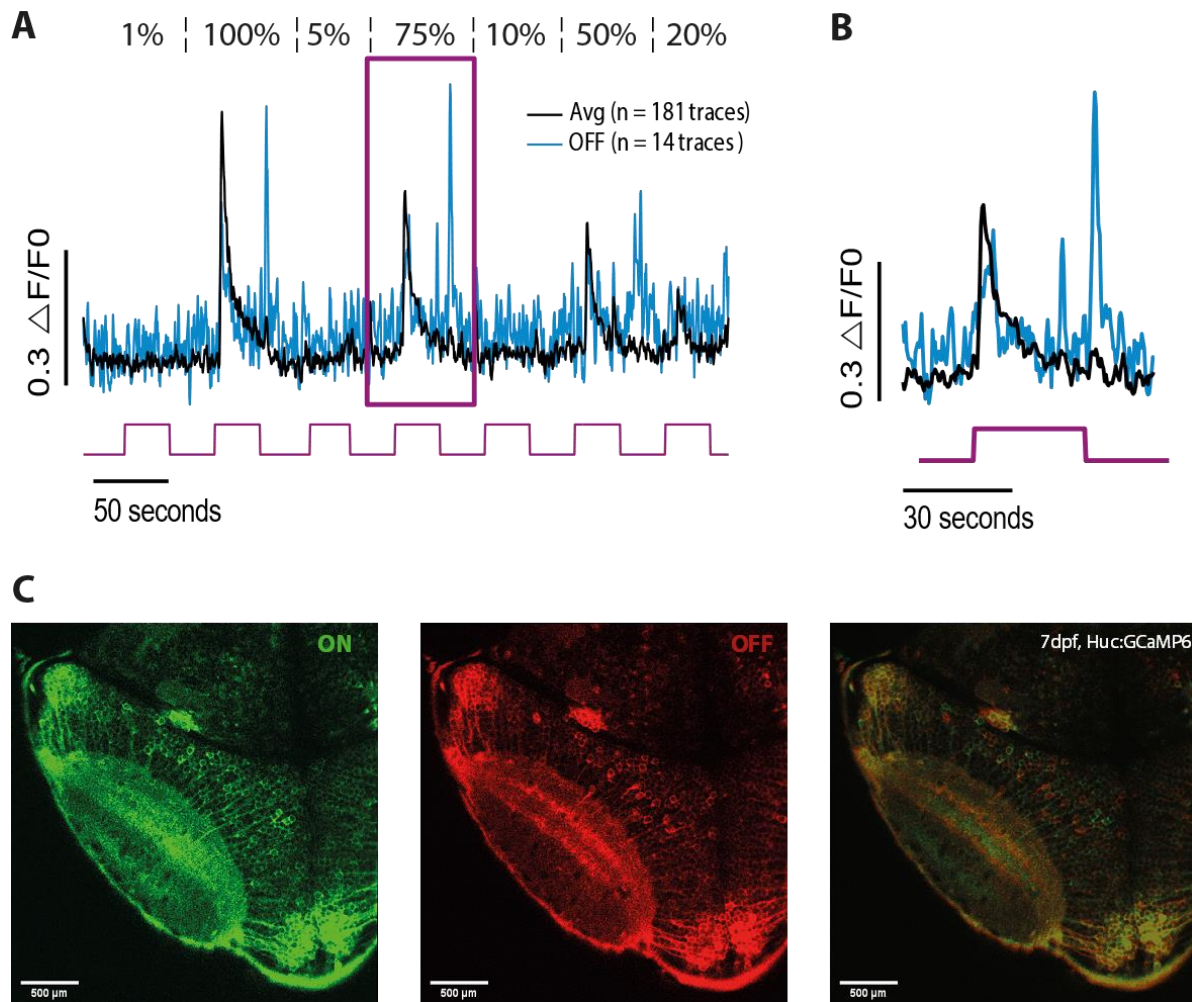 A
1% 100% 5% 75% 10% 50% 20%
Avg (n = 181 traces)
OFF (n = 14 traces )
0.3 △F/F0
50 seconds
B
0.3 △F/F0
30 seconds
C
ON
500 µm
OFF
500 µm
7dpf, Huc:GCaMP6
500 µm